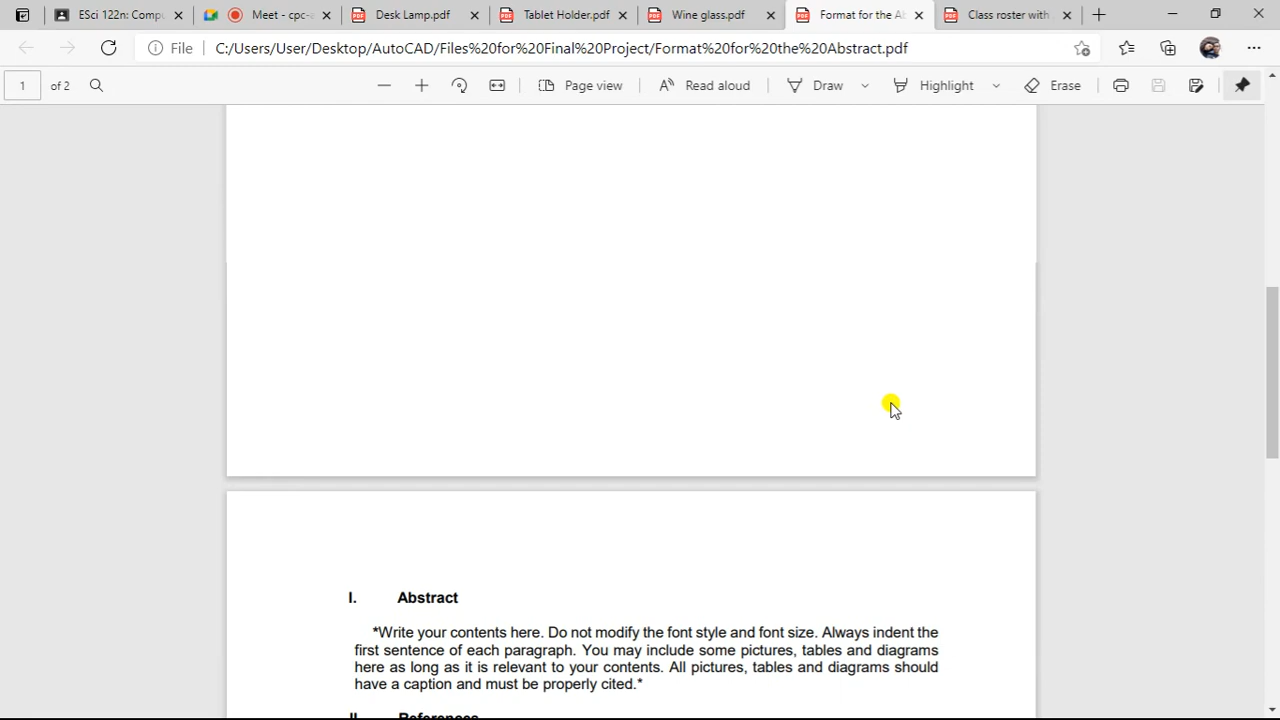 ESci 122n: Compu
Meet - cpc-a
Desk Lamp.pdf
Tablet Holder.pdf
Wine glass.pdf
Format for the Ab
Class roster with
File
C:/Users/User/Desktop/AutoCAD/Files%20for%20Final%20Project/Format%20for%20the%20Abstract.pdf
1 of 2
Page view
Read aloud
Draw
Highlight
Erase
I. Abstract
*Write your contents here. Do not modify the font style and font size. Always indent the
first sentence of each paragraph. You may include some pictures, tables and diagrams
here as long as it is relevant to your contents. All pictures, tables and diagrams should
have a caption and must be properly cited.*
II. References